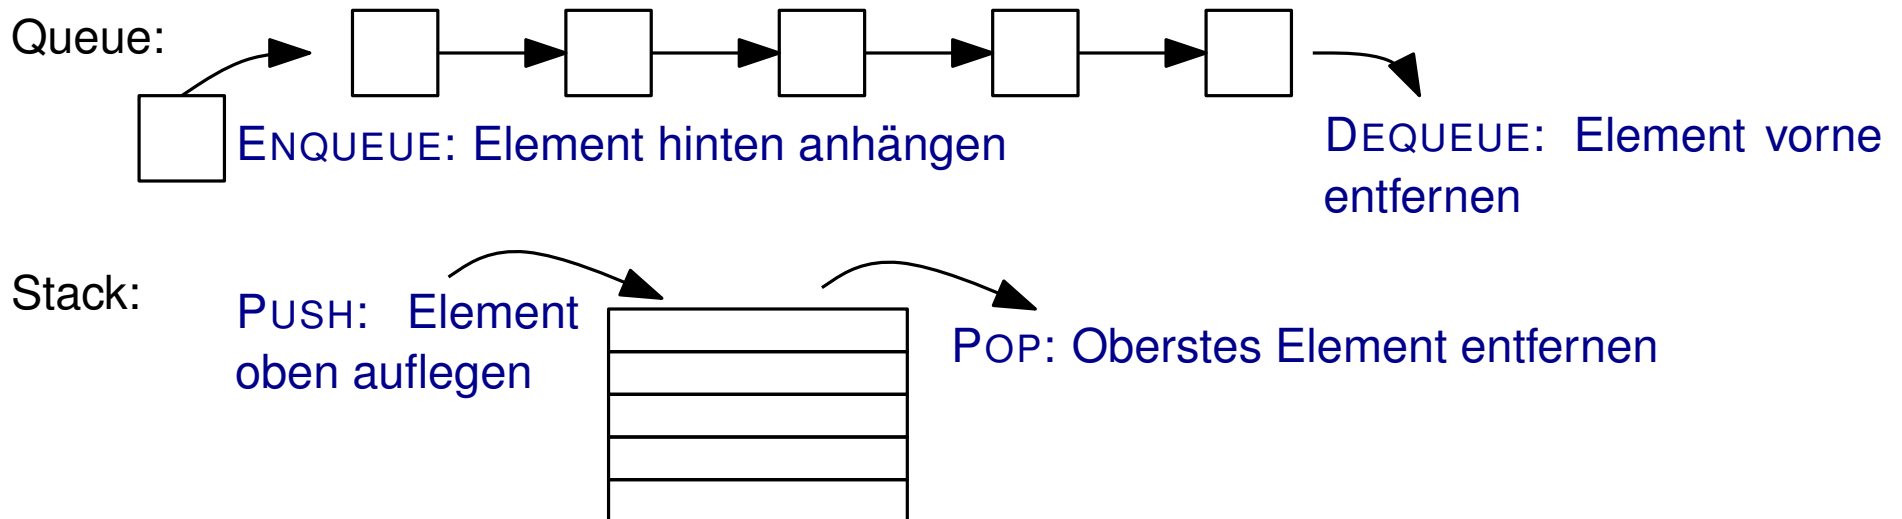 Queue:
ENQUEUE: Element hinten anhängen
DEQUEUE: Element vorne
entfernen
Stack:
PUSH: Element
oben auflegen
POP: Oberstes Element entfernen